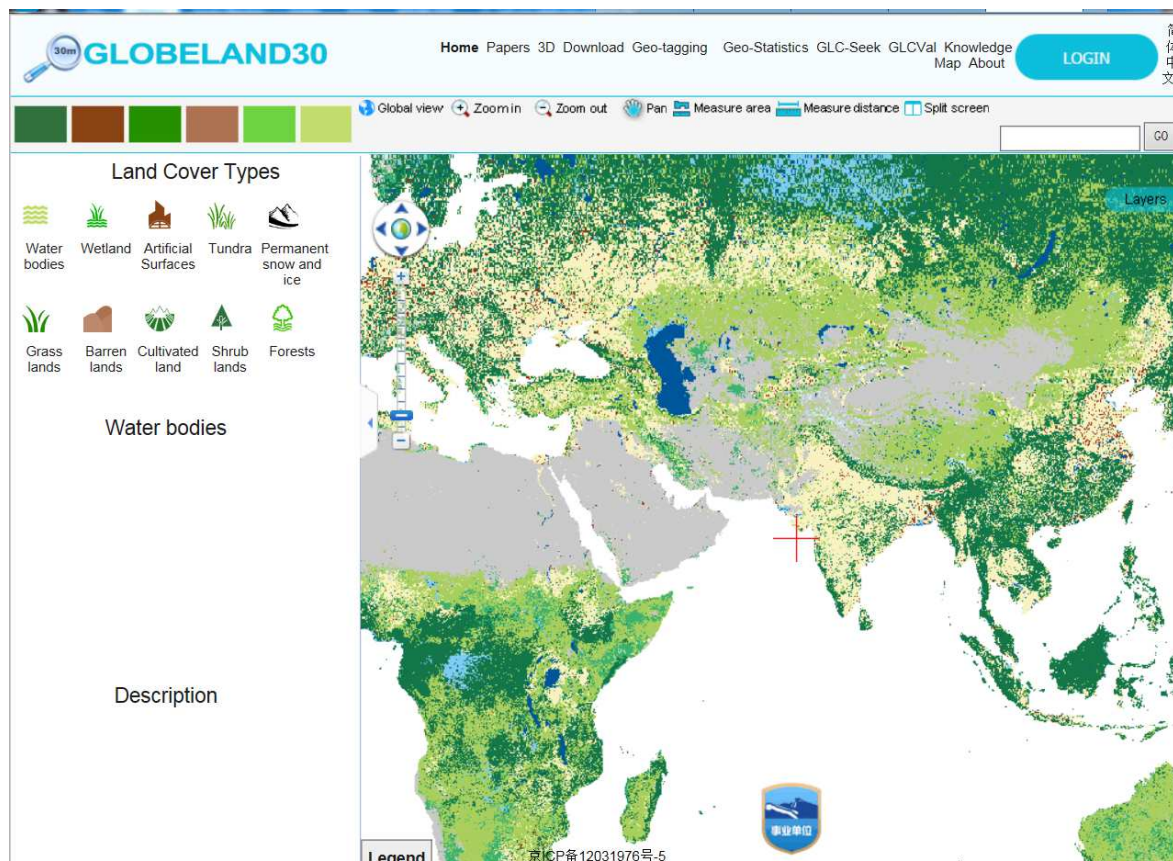 30m GLOBELAND30
Home Papers 3D Download Geo-tagging Geo-Statistics GLC-Seek GLCVal Knowledge
Map About
LOGIN
简
体
中
文
Global view Zoom in Zoom out Pan Measure area Measure distance Split screen
GO
Land Cover Types
Layers
Water bodies
Wetland
Artificial Surfaces
Tundra
Permanent snow and ice
Grass lands
Barren lands
Cultivated land
Shrub lands
Forests
Water bodies
Description
事业单位
Legend
京ICP备12031976号-5